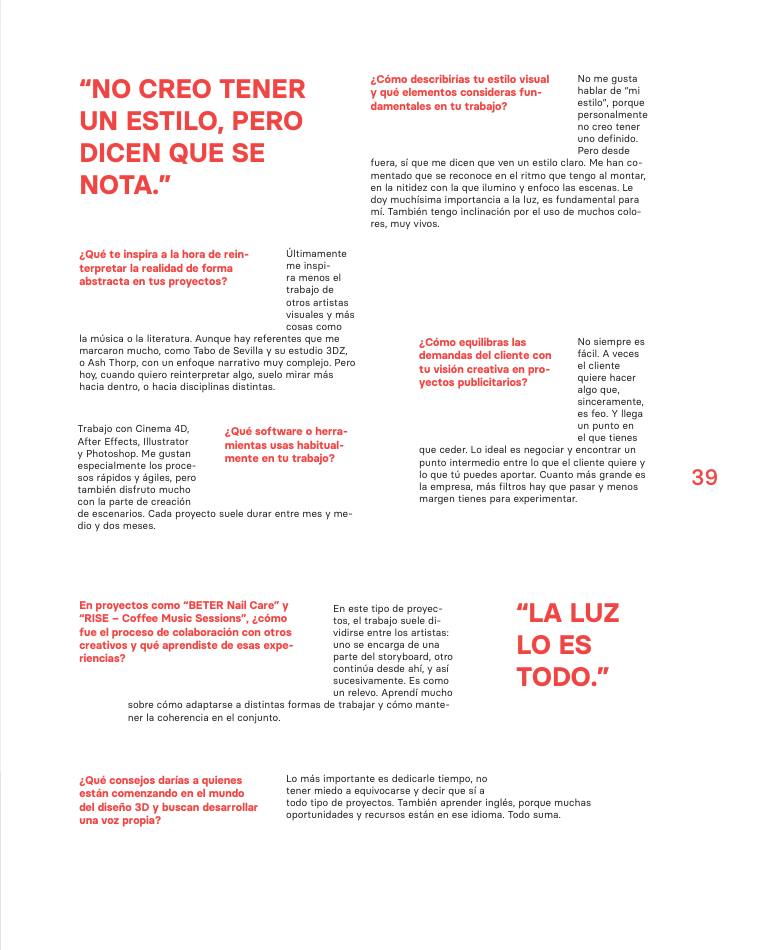 “NO CREO TENER
UN ESTILO, PERO
DICEN QUE SE
NOTA.”
¿Cómo describirías tu estilo visual
y qué elementos consideras fun-
damentales en tu trabajo?
No me gusta
hablar de “mi
estilo”, porque
personalmente
no creo tener
uno definido.
Pero desde
fuera, sí que me dicen que ven un estilo claro. Me han co-
mentado que se reconoce en el ritmo que tengo al montar,
en la nitidez con la que ilumino y enfoco las escenas. Le
doy muchísima importancia a la luz, es fundamental para
mí. También tengo inclinación por el uso de muchos colo-
res, muy vivos.
¿Qué te inspira a la hora de rein-
terpretar la realidad de forma
abstracta en tus proyectos?
Últimamente
me inspi-
ra menos el
trabajo de
otros artistas
visuales y más
cosas como
la música o la literatura. Aunque hay referentes que me
marcaron mucho, como Tabo de Sevilla y su estudio 3DZ,
o Ash Thorp, con un enfoque narrativo muy complejo. Pero
hoy, cuando quiero reinterpretar algo, suelo mirar más
hacia dentro, o hacia disciplinas distintas.
¿Cómo equilibras las
demandas del cliente con
tu visión creativa en pro-
yectos publicitarios?
No siempre es
fácil. A veces
el cliente
quiere hacer
algo que,
sinceramente,
es feo. Y llega
un punto en
el que tienes
que ceder. Lo ideal es negociar y encontrar un
punto intermedio entre lo que el cliente quiere y
lo que tú puedes aportar. Cuanto más grande es
la empresa, más filtros hay que pasar y menos
margen tienes para experimentar.
¿Qué software o herra-
mientas usas habitual-
mente en tu trabajo?
Trabajo con Cinema 4D,
After Effects, Illustrator
y Photoshop. Me gustan
especialmente los proce-
sos rápidos y ágiles, pero
también disfruto mucho
con la parte de creación
de escenarios. Cada proyecto suele durar entre mes y me-
dio y dos meses.
39
En proyectos como “BETER Nail Care” y
“RISE – Coffee Music Sessions”, ¿cómo
fue el proceso de colaboración con otros
creativos y qué aprendiste de esas expe-
riencias?
En este tipo de proyec-
tos, el trabajo suele di-
vidirse entre los artistas:
uno se encarga de una
parte del storyboard, otro
continúa desde ahí, y así
sucesivamente. Es como
un relevo. Aprendí mucho
sobre cómo adaptarse a distintas formas de trabajar y cómo mante-
ner la coherencia en el conjunto.
“LA LUZ
LO ES
TODO.”
¿Qué consejos darías a quienes
están comenzando en el mundo
del diseño 3D y buscan desarrollar
una voz propia?
Lo más importante es dedicarle tiempo, no
tener miedo a equivocarse y decir que sí a
todo tipo de proyectos. También aprender inglés, porque muchas
oportunidades y recursos están en ese idioma. Todo suma.